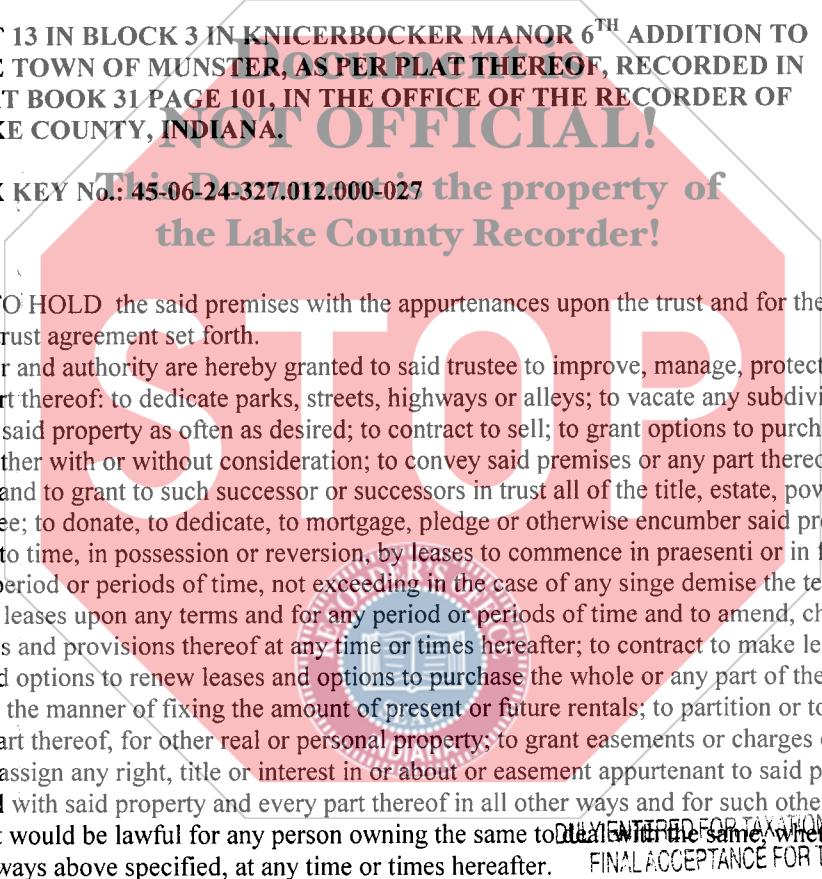 T 13 IN BLOCK 3 IN KNICERBOCKER MANOR 6TH ADDITION TO
E TOWN OF MUNSTER, AS PER PLAT THEREOF, RECORDED IN
T BOOK 31 PAGE 101, IN THE OFFICE OF THE RECORDER OF
KE COUNTY, INDIANA.
Document is
NOT OFFICIAL!
This Document is the property of
the Lake County Recorder!
KEY No.: 45-06-24-327.012.000-027
STOP
TO HOLD the said premises with the appurtenances upon the trust and for the
rust agreement set forth.
r and authority are hereby granted to said trustee to improve, manage, protect
rt thereof: to dedicate parks, streets, highways or alleys; to vacate any subdivi
said property as often as desired; to contract to sell; to grant options to purch
ther with or without consideration; to convey said premises or any part thereo
and to grant to such successor or successors in trust all of the title, estate, pow
ee; to donate, to dedicate, to mortgage, pledge or otherwise encumber said pr
to time, in possession or reversion, by leases to commence in praesenti or in f
period or periods of time, not exceeding in the case of any singe demise the te
leases upon any terms and for any period or periods of time and to amend, ch
s and provisions thereof at any time or times hereafter; to contract to make le
d options to renew leases and options to purchase the whole or any part of the
the manner of fixing the amount of present or future rentals; to partition or to
art thereof, for other real or personal property; to grant easements or charges
assign any right, title or interest in or about or easement appurtenant to said p
d with said property and every part thereof in all other ways and for such othe
t would be lawful for any person owning the same to deal with the same, whe
ways above specified, at any time or times hereafter.
RECORDER'S OFFICE
SEAL
INDIANA
DULY ENTERED FOR TAXATION
FINAL ACCEPTANCE FOR T